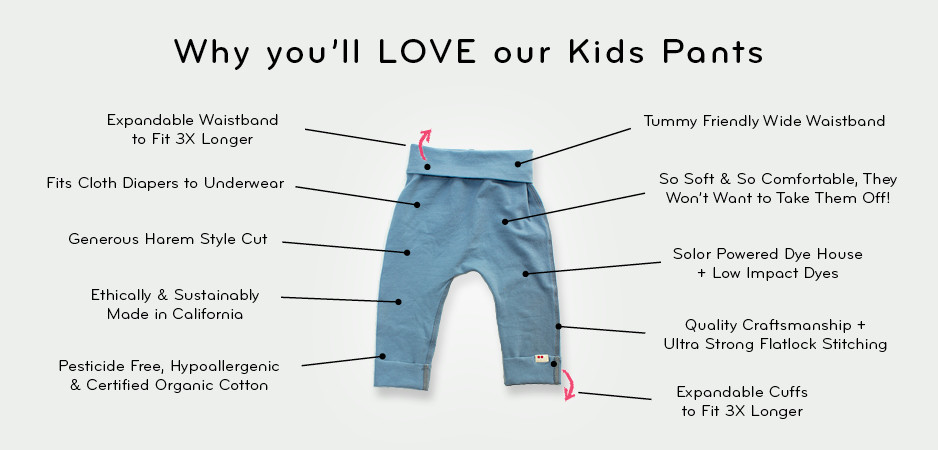 Why you'll LOVE our Kids Pants
Expandable Waistband
to Fit 3X Longer
Fits Cloth Diapers to Underwear
Generous Harem Style Cut
Ethically & Sustainably
Made in California
Pesticide Free, Hypoallergenic
& Certified Organic Cotton
Tummy Friendly Wide Waistband
So Soft & So Comfortable, They
Won't Want to Take Them Off!
Solor Powered Dye House
+ Low Impact Dyes
Quality Craftsmanship +
Ultra Strong Flatlock Stitching
Expandable Cuffs
to Fit 3X Longer